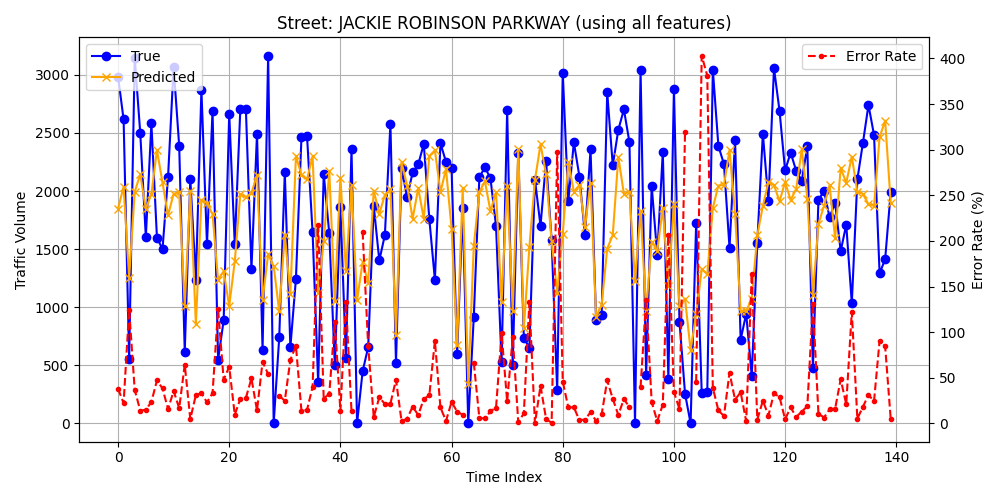 Street: JACKIE ROBINSON PARKWAY (using all features)
True
Predicted
Error Rate
Traffic Volume
3000
2500
2000
1500
1000
500
0
400
350
300
250
200
150
100
50
0
Error Rate (%)
0 20 40 60 80 100 120 140
Time Index